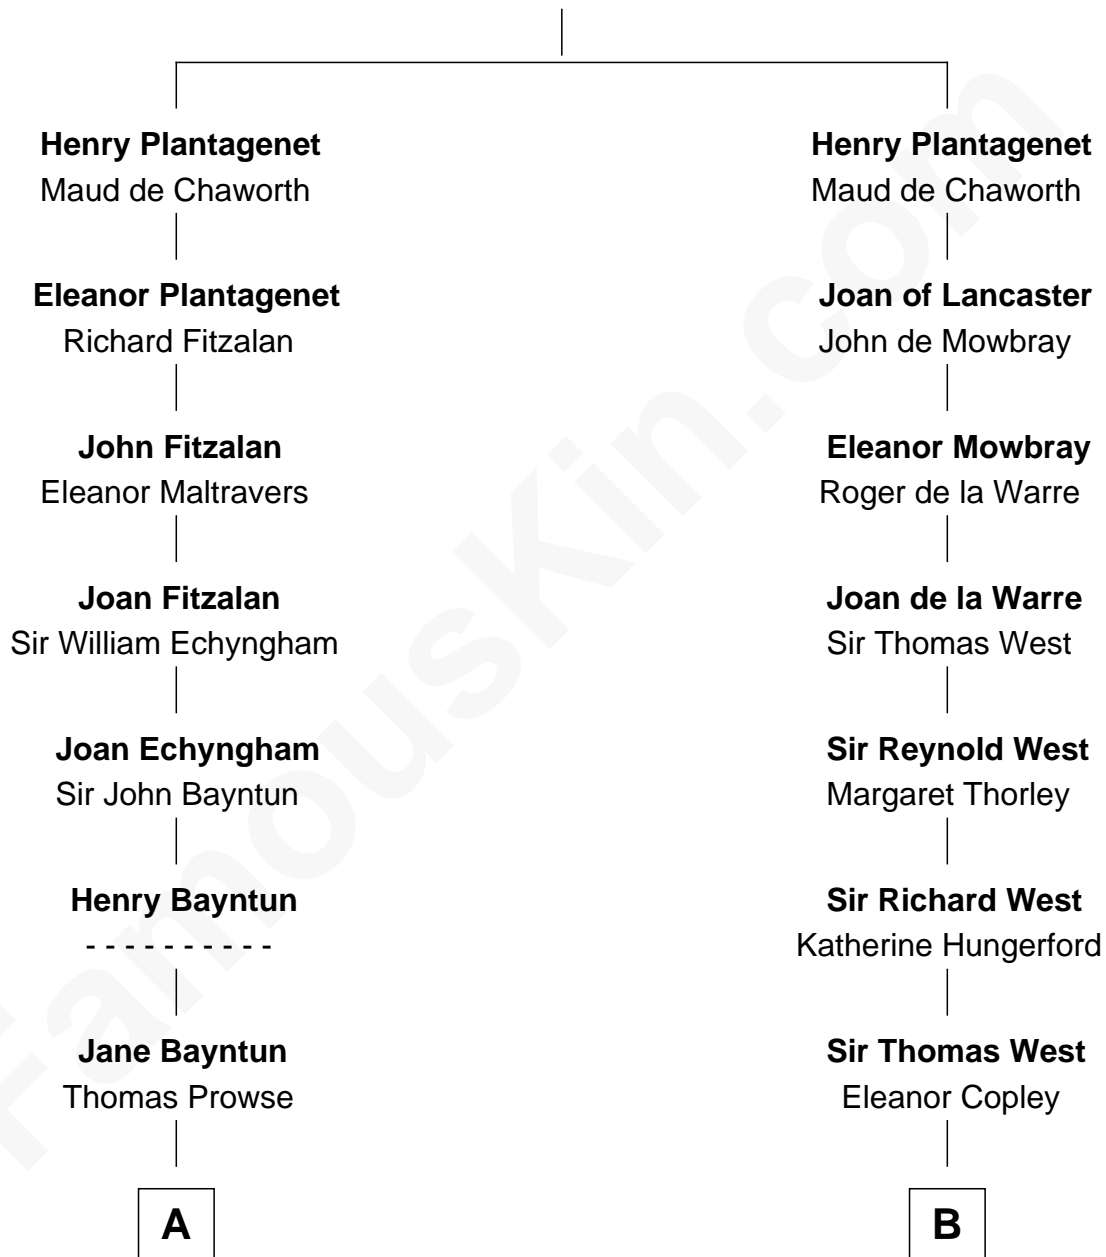 Henry Plantagenet
Maud de Chaworth
Eleanor Plantagenet
Richard Fitzalan
John Fitzalan
Eleanor Maltravers
Joan Fitzalan
Sir William Echyngham
Joan Echyngham
Sir John Bayntun
Henry Bayntun
- - - - - - - - - -
Jane Bayntun
Thomas Prowse
A
Henry Plantagenet
Maud de Chaworth
Joan of Lancaster
John de Mowbray
Eleanor Mowbray
Roger de la Warre
Joan de la Warre
Sir Thomas West
Sir Reynold West
Margaret Thorley
Sir Richard West
Katherine Hungerford
Sir Thomas West
Eleanor Copley
B
FamousKin.com